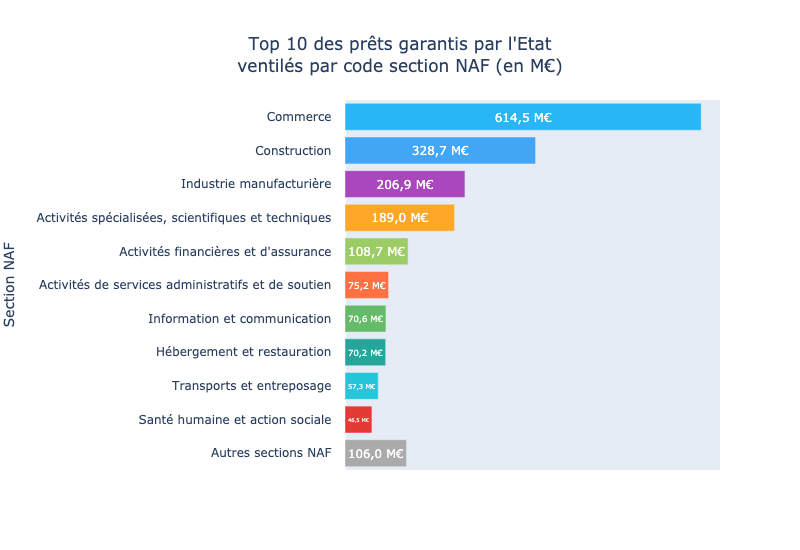 Top 10 des prêts garantis par l'Etat
ventilés par code section NAF (en M€)
Section NAF
Commerce 614,5 M€
Construction 328,7 M€
Industrie manufacturière 206,9 M€
Activités spécialisées, scientifiques et techniques 189,0 M€
Activités financières et d'assurance 108,7 M€
Activités de services administratifs et de soutien 75,2 M€
Information et communication 70,6 M€
Hébergement et restauration 70,2 M€
Transports et entreposage 57,3 M€
Santé humaine et action sociale 46,5 M€
Autres sections NAF 106,0 M€